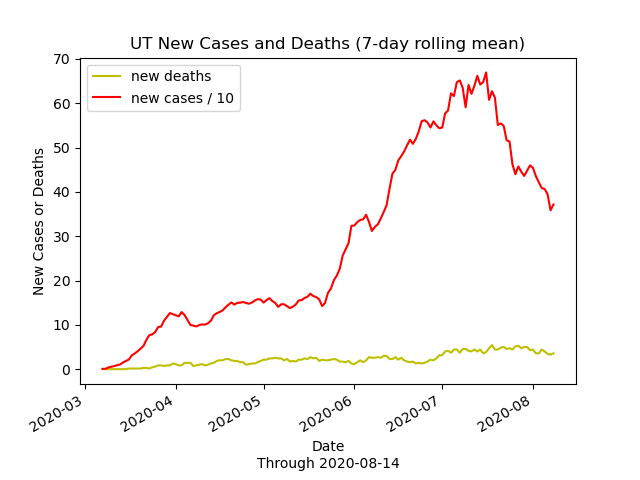 UT New Cases and Deaths (7-day rolling mean)
new deaths
new cases / 10
New Cases or Deaths
70
60
50
40
30
20
10
0
2020-03
2020-04
2020-05
2020-06
2020-07
2020-08
Date
Through 2020-08-14